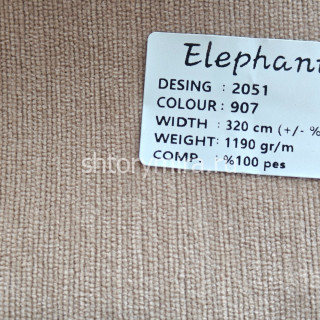 Elephant
DESING : 2051
COLOUR : 907
WIDTH : 320 cm (+/- %
WEIGHT: 1190 gr/m
COMP. : %100 pes